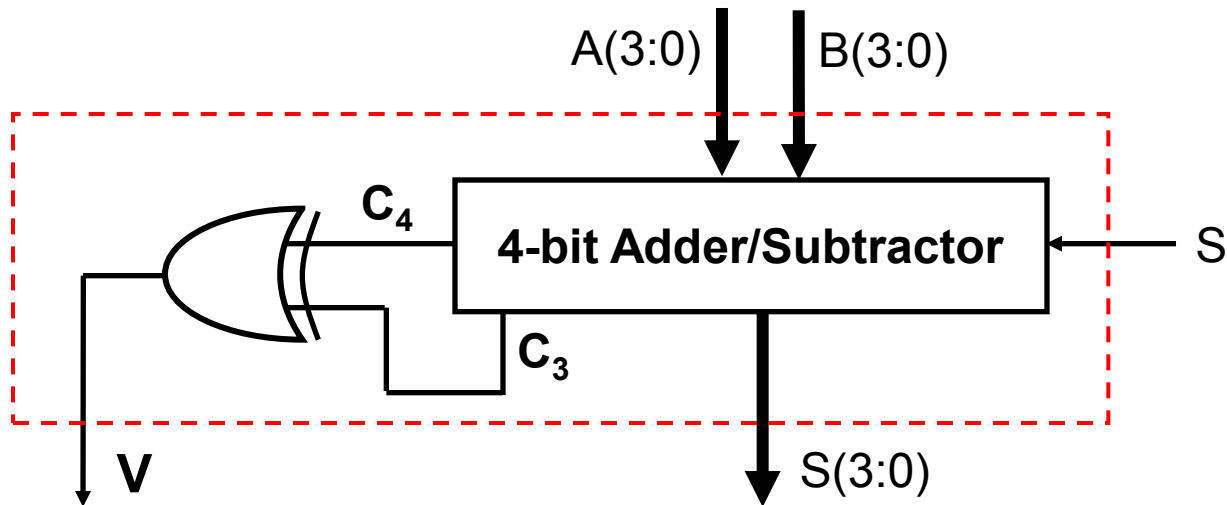 A(3:0)
B(3:0)
C₄
4-bit Adder/Subtractor
S
C₃
V
S(3:0)